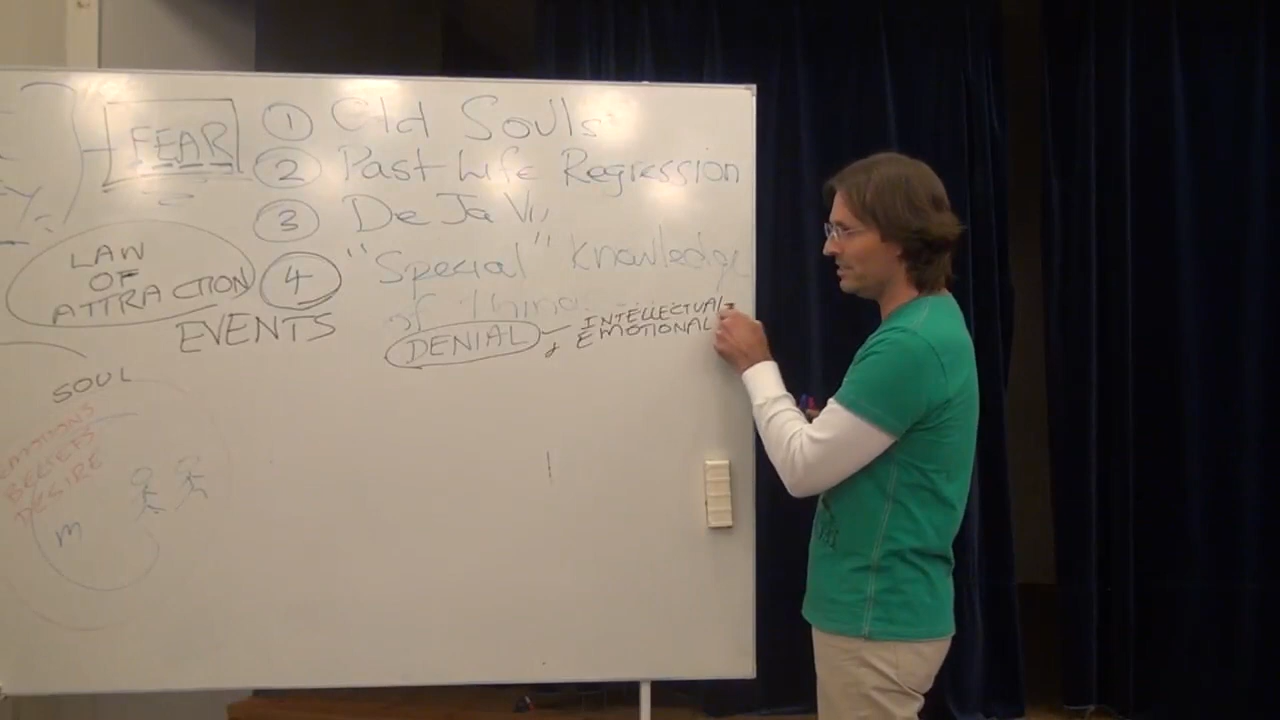 FEAR
① Old Souls
② Past Life Regression
③ De Ja Vu
④ "Special" Knowledge
of Thing
LAW
OF
ATTRACTION
EVENTS
DENIAL – INTELLECTUAL
& EMOTIONAL
SOUL
EMOTIONS
BELIEFS
DESIRE
m